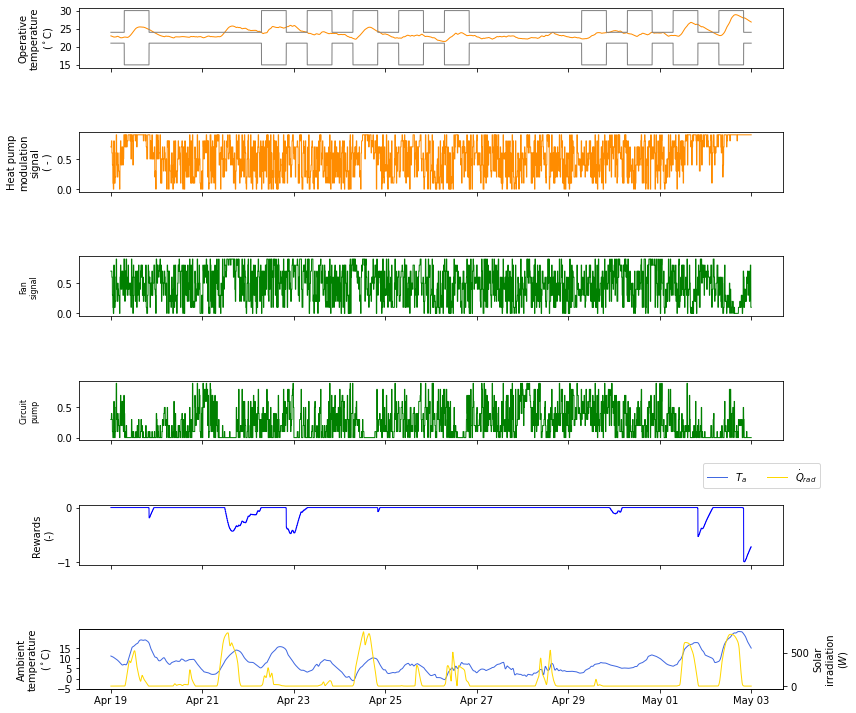 Operative
temperature
(°C)
30
25
20
15
Heat pump
modulation
signal
( - )
0.5
0.0
Fan
signal
0.5
0.0
Circuit
pump
0.5
0.0
T_a
Q̇_rad
Rewards
(-)
0
−1
Ambient
temperature
(°C)
15
10
5
0
−5
500
0
Solar
irradiation
(W)
Apr 19 Apr 21 Apr 23 Apr 25 Apr 27 Apr 29 May 01 May 03